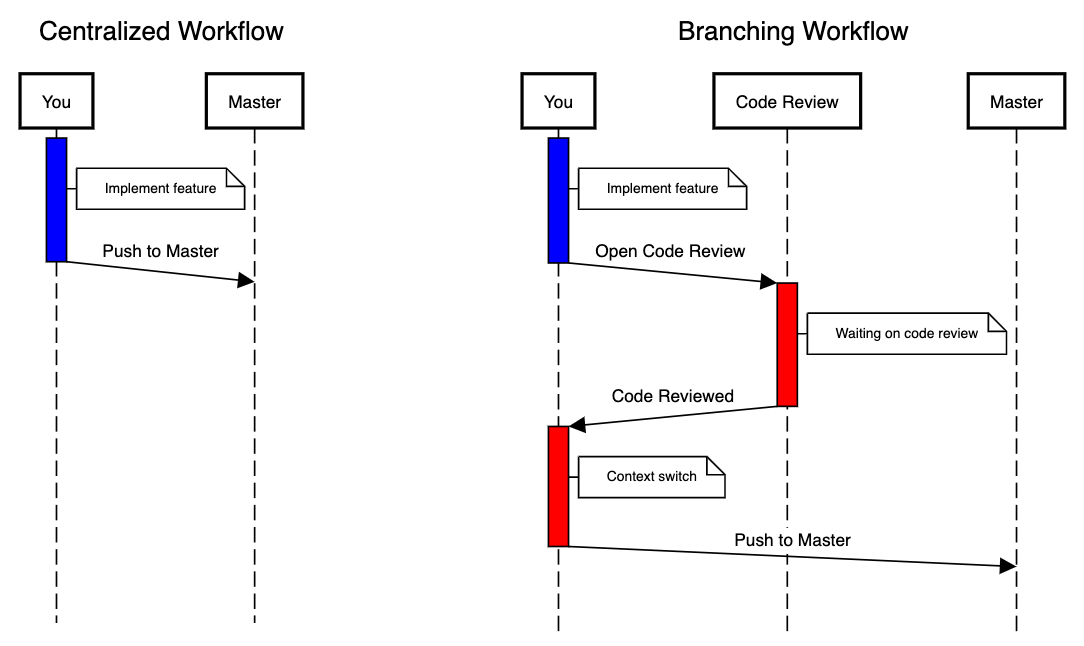 Centralized Workflow
You
Master
Implement feature
Push to Master
Branching Workflow
You
Code Review
Master
Implement feature
Open Code Review
Waiting on code review
Code Reviewed
Context switch
Push to Master